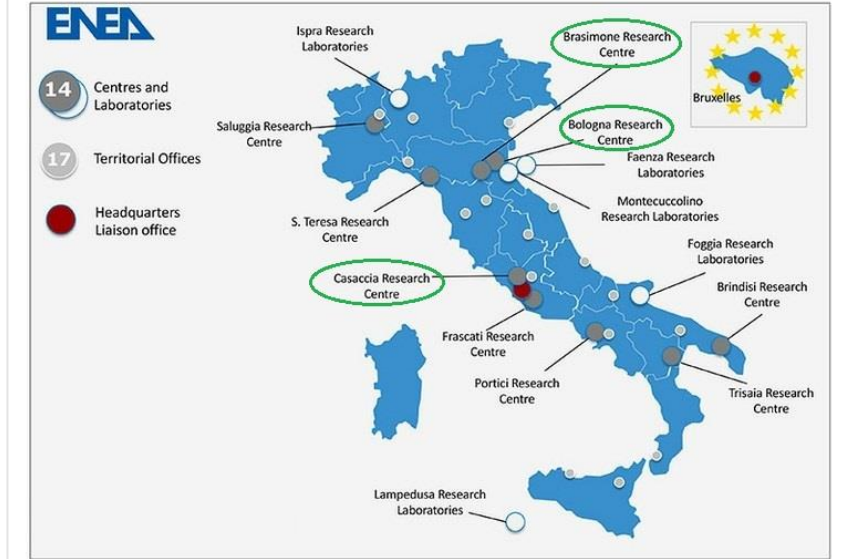 ENEA
14
Centres and
Laboratories
17
Territorial Offices
Headquarters
Liaison office
Ispra Research
Laboratories
Brasimone Research
Centre
Bruxelles
Saluggia Research
Centre
Bologna Research
Centre
Faenza Research
Laboratories
Montecuccolino
Research Laboratories
S. Teresa Research
Centre
Foggia Research
Laboratories
Casaccia Research
Centre
Brindisi Research
Centre
Frascati Research
Centre
Portici Research
Centre
Trisaia Research
Centre
Lampedusa Research
Laboratories